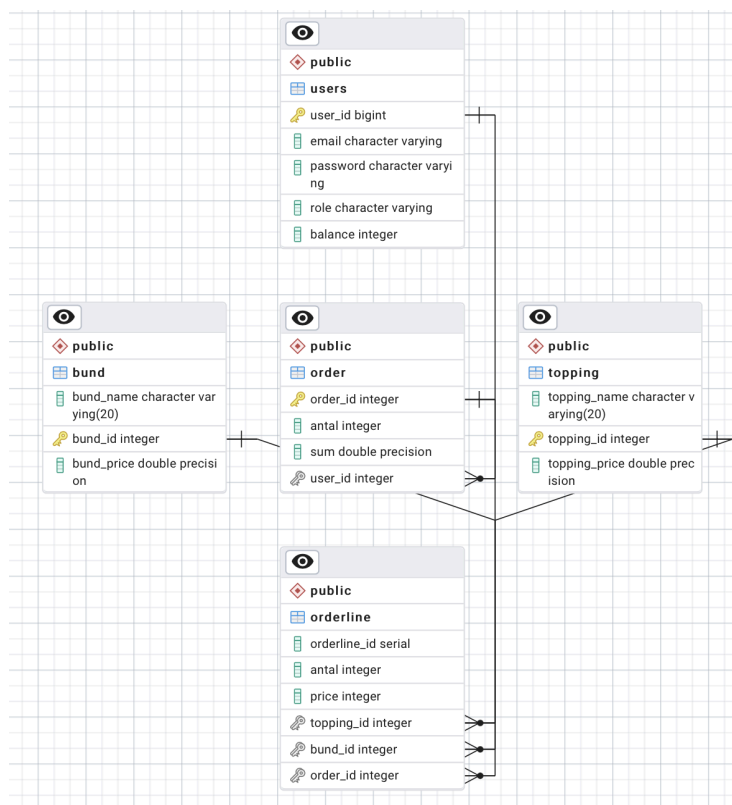 public
users
user_id bigint
email character varying
password character varyi
ng
role character varying
balance integer
public
bund
bund_name character var
ying(20)
bund_id integer
bund_price double precisi
on
public
order
order_id integer
antal integer
sum double precision
user_id integer
public
topping
topping_name character v
arying(20)
topping_id integer
topping_price double prec
ision
public
orderline
orderline_id serial
antal integer
price integer
topping_id integer
bund_id integer
order_id integer